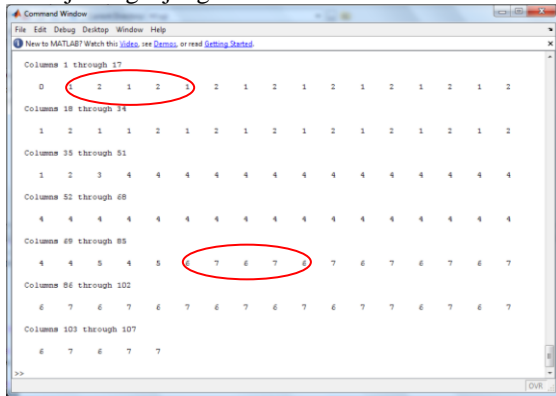 Command Window
File Edit Debug Desktop Window Help
New to MATLAB? Watch this Video, see Demos, or read Getting Started.
Columns 1 through 17
0 1 2 1 2 1 2 1 2 1 2 1 2 1 2 1 2
Columns 18 through 34
1 2 1 1 2 1 2 1 2 1 2 1 2 1 2 1 2
Columns 35 through 51
1 2 3 4 4 4 4 4 4 4 4 4 4 4 4 4 4
Columns 52 through 68
4 4 4 4 4 4 4 4 4 4 4 4 4 4 4 4 4
Columns 69 through 85
4 4 5 4 5 6 7 6 7 6 7 6 7 6 7 6 7
Columns 86 through 102
6 7 6 7 6 7 6 7 6 7 6 7 7 6 7 6 7
Columns 103 through 107
6 7 6 7 7
>>
OVR